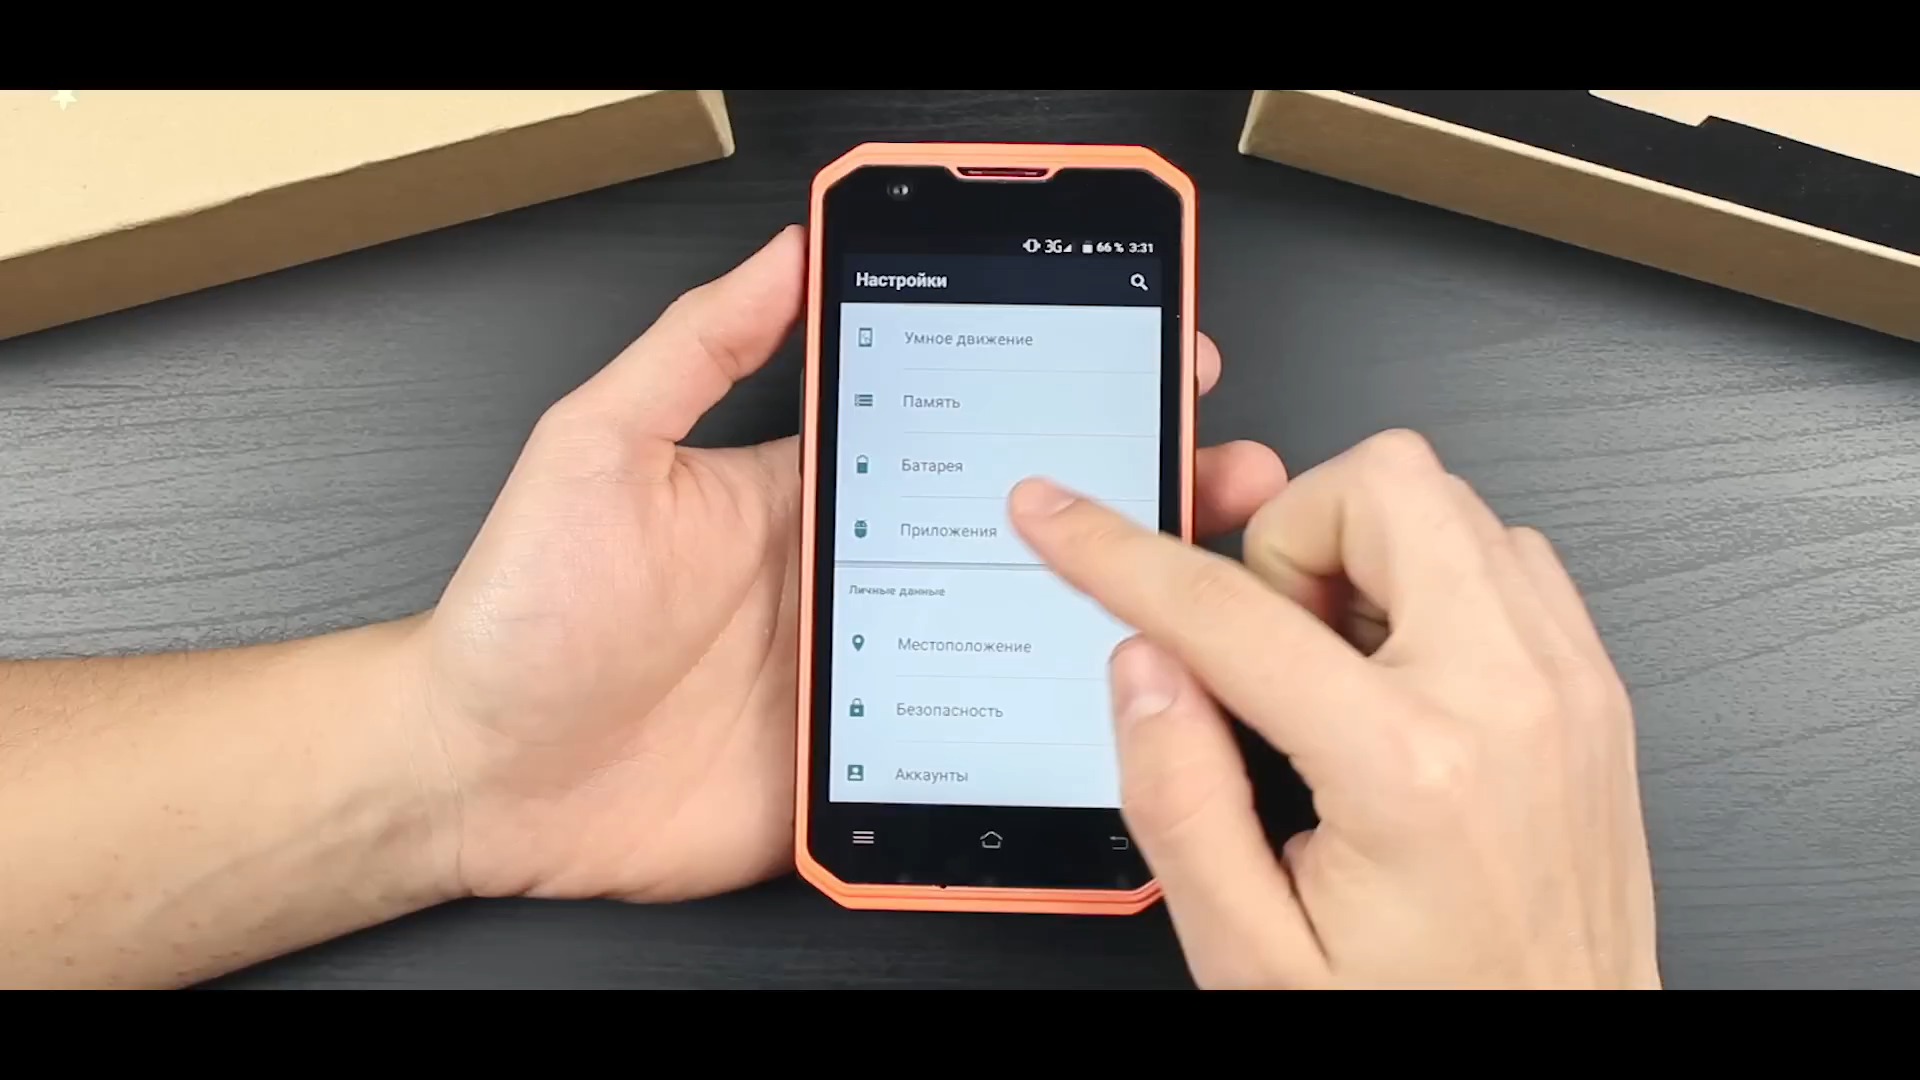 3G 66 % 3:31
Настройки
Умное движение
Память
Батарея
Приложения
Личные данные
Местоположение
Безопасность
Аккаунты